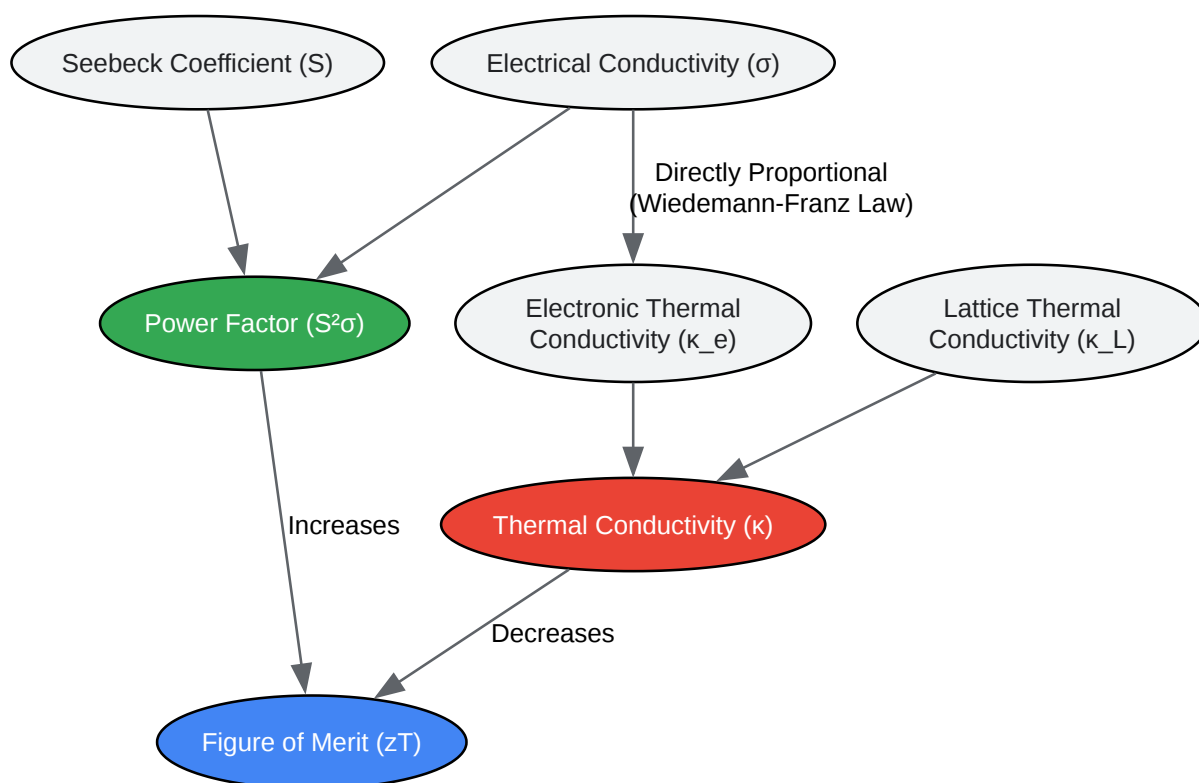 Seebeck Coefficient (S)
Electrical Conductivity (σ)
Directly Proportional
(Wiedemann-Franz Law)
Power Factor (S²σ)
Electronic Thermal
Conductivity (κ_e)
Lattice Thermal
Conductivity (κ_L)
Increases
Thermal Conductivity (κ)
Decreases
Figure of Merit (zT)